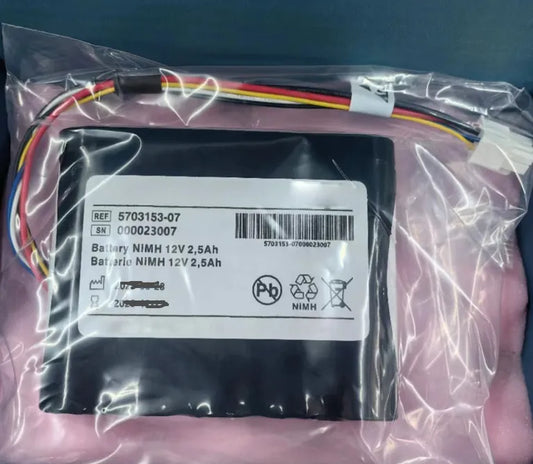 REF 5703153-07
SN 000023007
5703153-07000023007
Battery NIMH 12V 2,5Ah
Batterie NIMH 12V 2,5Ah
Pb
NIMH